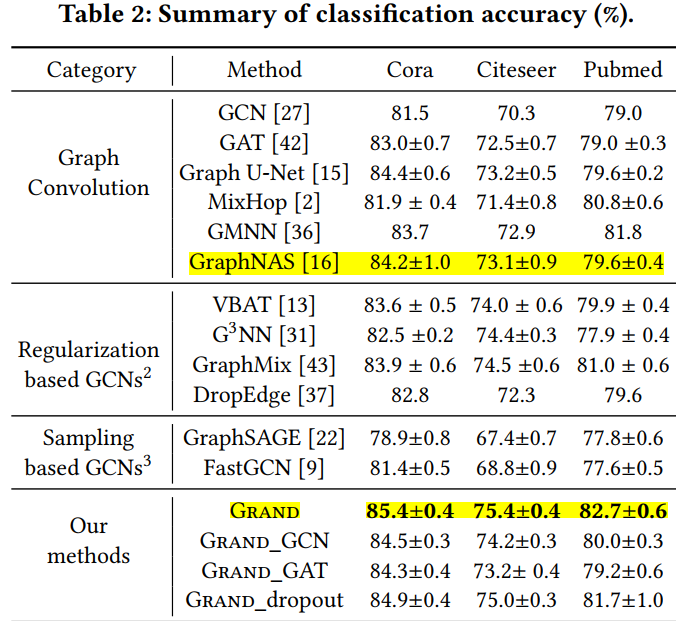 Table 2: Summary of classification accuracy (%).
Category Method Cora Citeseer Pubmed
Graph Convolution
GCN [27] 81.5 70.3 79.0
GAT [42] 83.0±0.7 72.5±0.7 79.0 ±0.3
Graph U-Net [15] 84.4±0.6 73.2±0.5 79.6±0.2
MixHop [2] 81.9 ± 0.4 71.4±0.8 80.8±0.6
GMNN [36] 83.7 72.9 81.8
GraphNAS [16] 84.2±1.0 73.1±0.9 79.6±0.4
Regularization based GCNs²
VBAT [13] 83.6 ± 0.5 74.0 ± 0.6 79.9 ± 0.4
G³NN [31] 82.5 ±0.2 74.4±0.3 77.9 ± 0.4
GraphMix [43] 83.9 ± 0.6 74.5 ±0.6 81.0 ± 0.6
DropEdge [37] 82.8 72.3 79.6
Sampling based GCNs³
GraphSAGE [22] 78.9±0.8 67.4±0.7 77.8±0.6
FastGCN [9] 81.4±0.5 68.8±0.9 77.6±0.5
Our methods
GRAND 85.4±0.4 75.4±0.4 82.7±0.6
GRAND_GCN 84.5±0.3 74.2±0.3 80.0±0.3
GRAND_GAT 84.3±0.4 73.2± 0.4 79.2±0.6
GRAND_dropout 84.9±0.4 75.0±0.3 81.7±1.0